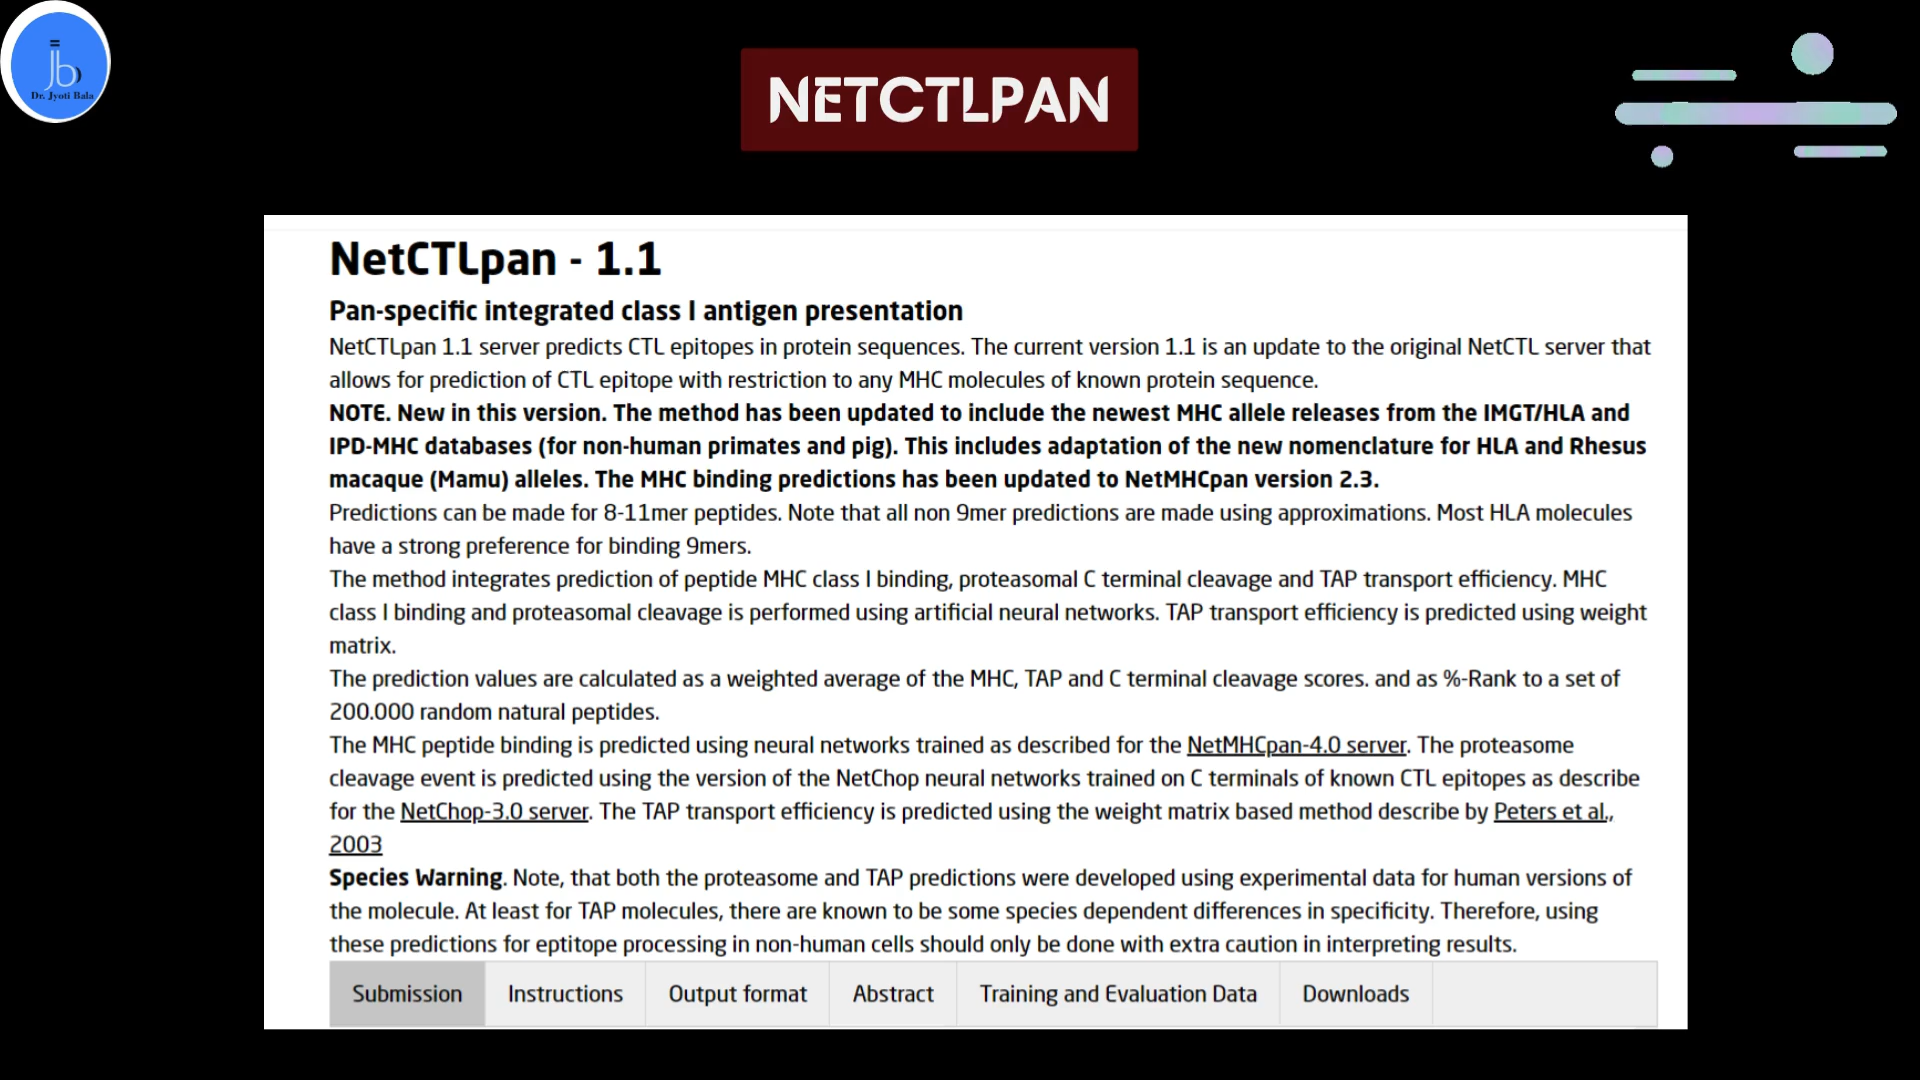 Dr. Jyoti Bala
NETCTLPAN
NetCTLpan - 1.1
Pan-specific integrated class I antigen presentation
NetCTLpan 1.1 server predicts CTL epitopes in protein sequences. The current version 1.1 is an update to the original NetCTL server that
allows for prediction of CTL epitope with restriction to any MHC molecules of known protein sequence.
NOTE. New in this version. The method has been updated to include the newest MHC allele releases from the IMGT/HLA and
IPD-MHC databases (for non-human primates and pig). This includes adaptation of the new nomenclature for HLA and Rhesus
macaque (Mamu) alleles. The MHC binding predictions has been updated to NetMHCpan version 2.3.
Predictions can be made for 8-11mer peptides. Note that all non 9mer predictions are made using approximations. Most HLA molecules
have a strong preference for binding 9mers.
The method integrates prediction of peptide MHC class I binding, proteasomal C terminal cleavage and TAP transport efficiency. MHC
class I binding and proteasomal cleavage is performed using artificial neural networks. TAP transport efficiency is predicted using weight
matrix.
The prediction values are calculated as a weighted average of the MHC, TAP and C terminal cleavage scores. and as %-Rank to a set of
200.000 random natural peptides.
The MHC peptide binding is predicted using neural networks trained as described for the NetMHCpan-4.0 server. The proteasome
cleavage event is predicted using the version of the NetChop neural networks trained on C terminals of known CTL epitopes as describe
for the NetChop-3.0 server. The TAP transport efficiency is predicted using the weight matrix based method describe by Peters et al.,
2003
Species Warning. Note, that both the proteasome and TAP predictions were developed using experimental data for human versions of
the molecule. At least for TAP molecules, there are known to be some species dependent differences in specificity. Therefore, using
these predictions for eptitope processing in non-human cells should only be done with extra caution in interpreting results.
Submission Instructions Output format Abstract Training and Evaluation Data Downloads